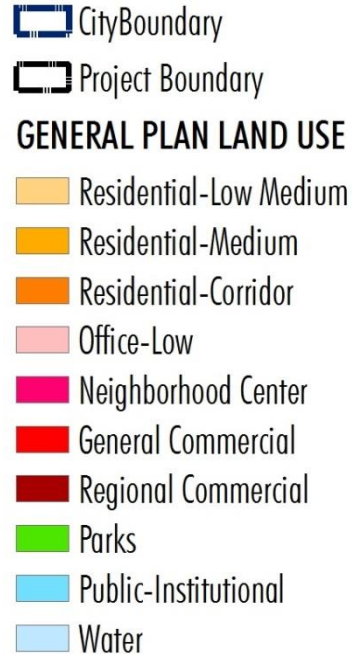 CityBoundary
Project Boundary
GENERAL PLAN LAND USE
Residential-Low Medium
Residential-Medium
Residential-Corridor
Office-Low
Neighborhood Center
General Commercial
Regional Commercial
Parks
Public-Institutional
Water